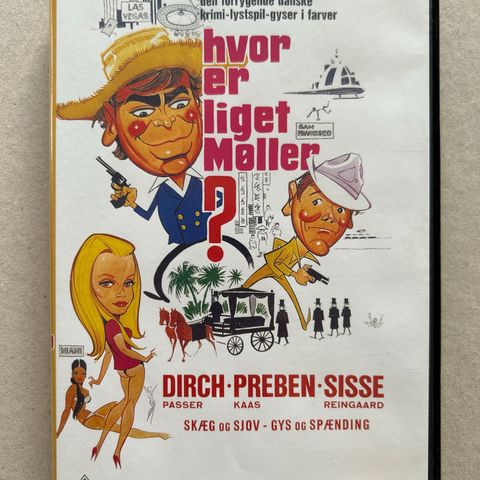 LAS VEGAS
den forrygende danske
krimi-lystspil-gyser i farver
hvor
er
liget
Møller
?
SAN FRANCISCO
MIAMI
DIRCH · PREBEN · SISSE
PASSER KAAS REINGAARD
SKÆG OG SJOV - GYS OG SPÆNDING